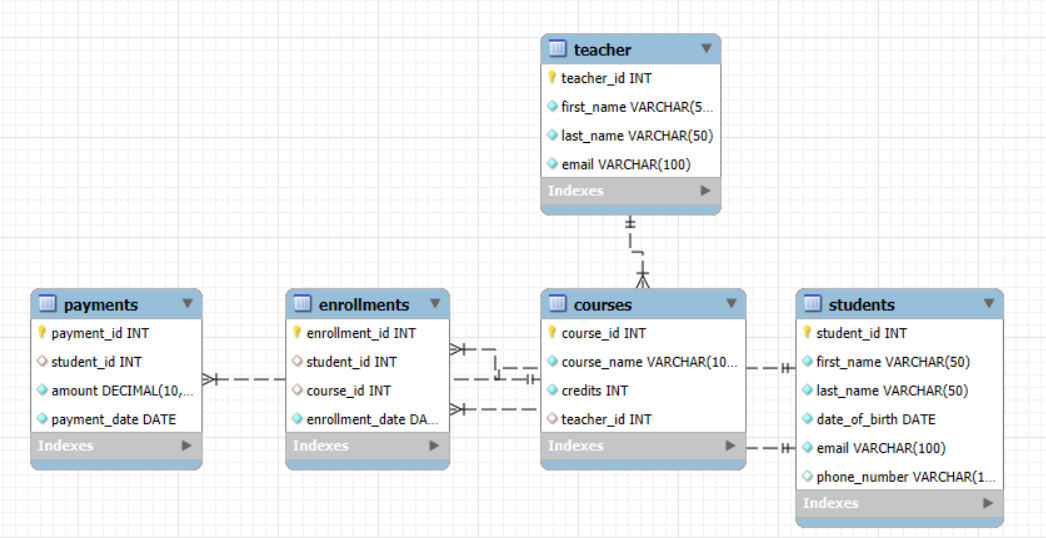 teacher
teacher_id INT
first_name VARCHAR(5...
last_name VARCHAR(50)
email VARCHAR(100)
Indexes
payments
payment_id INT
student_id INT
amount DECIMAL(10,...
payment_date DATE
Indexes
enrollments
enrollment_id INT
student_id INT
course_id INT
enrollment_date DA...
Indexes
courses
course_id INT
course_name VARCHAR(10...
credits INT
teacher_id INT
Indexes
students
student_id INT
first_name VARCHAR(50)
last_name VARCHAR(50)
date_of_birth DATE
email VARCHAR(100)
phone_number VARCHAR(1...
Indexes